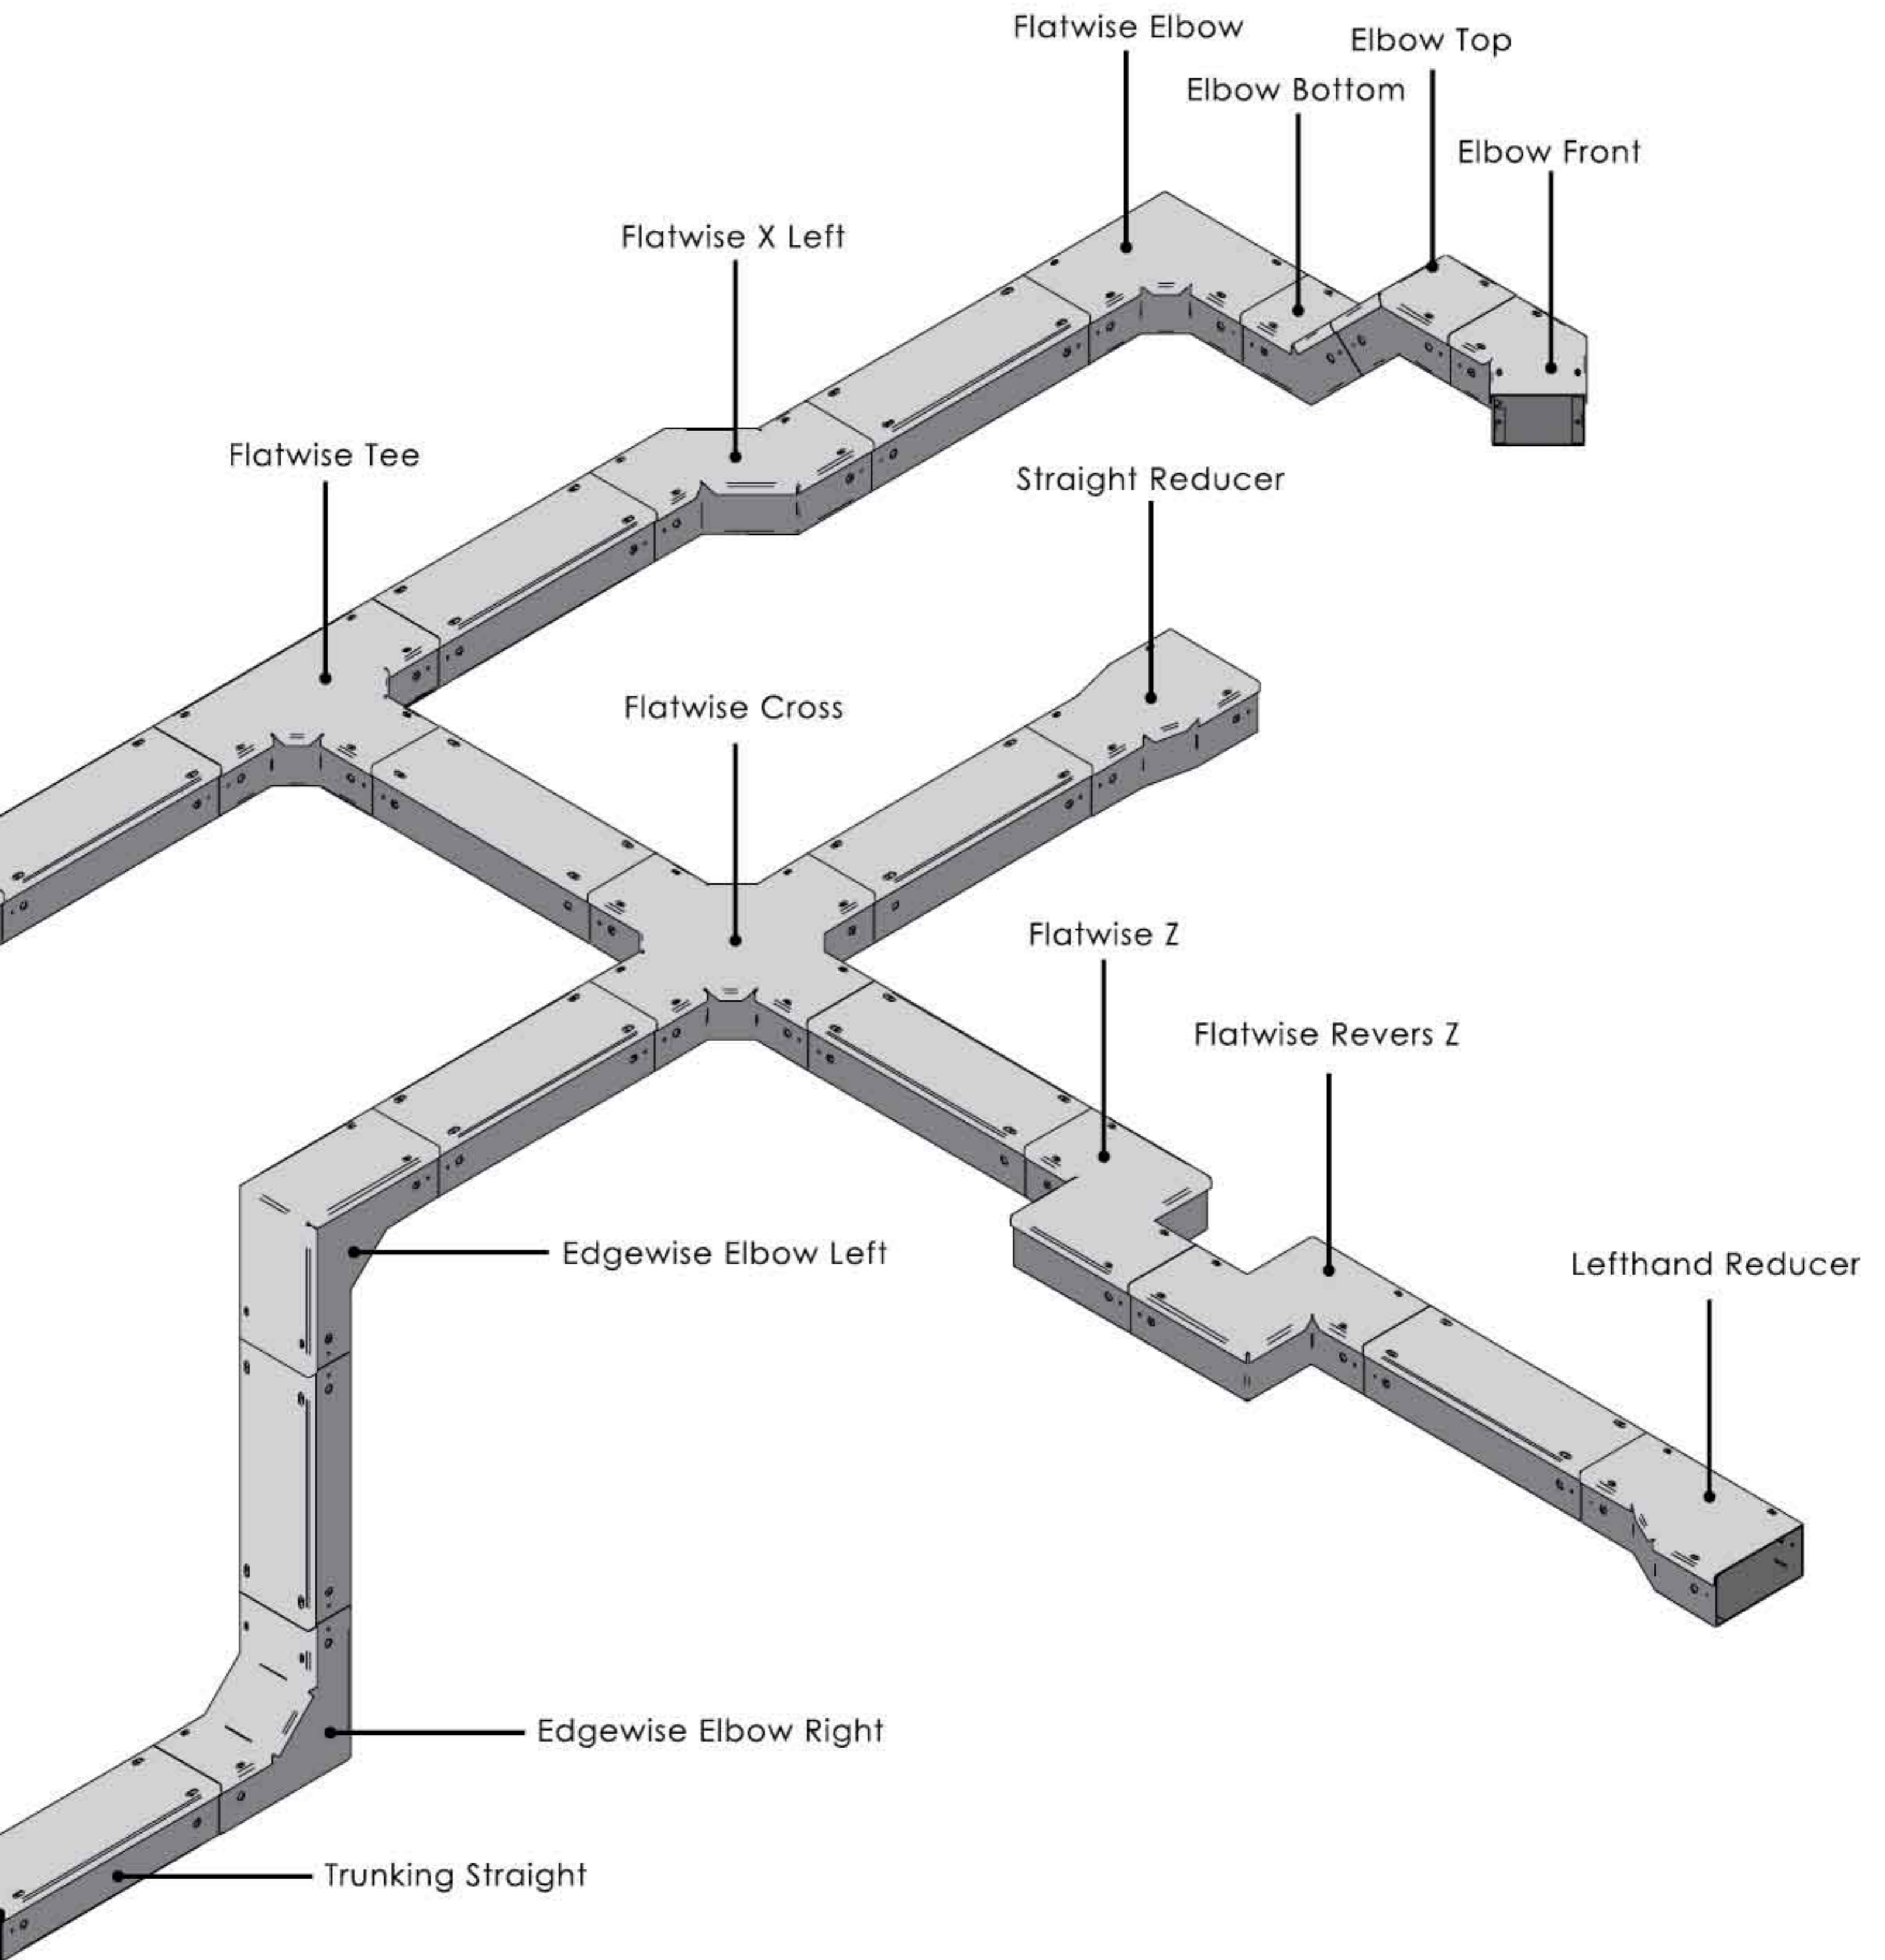 Flatwise Elbow
Elbow Top
Elbow Bottom
Elbow Front
Flatwise X Left
Flatwise Tee
Straight Reducer
Flatwise Cross
Flatwise Z
Flatwise Revers Z
Edgewise Elbow Left
Lefthand Reducer
Edgewise Elbow Right
Trunking Straight